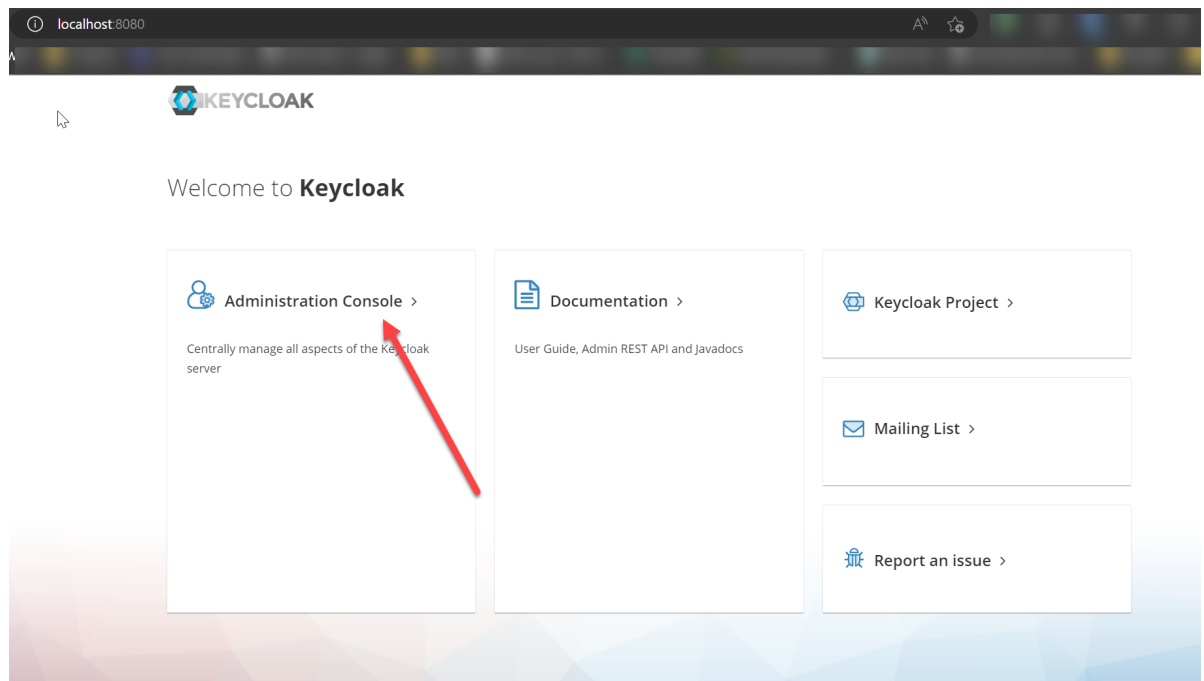 localhost:8080
KEYCLOAK
Welcome to Keycloak
Administration Console >
Centrally manage all aspects of the Keycloak
server
Documentation >
User Guide, Admin REST API and Javadocs
Keycloak Project >
Mailing List >
Report an issue >